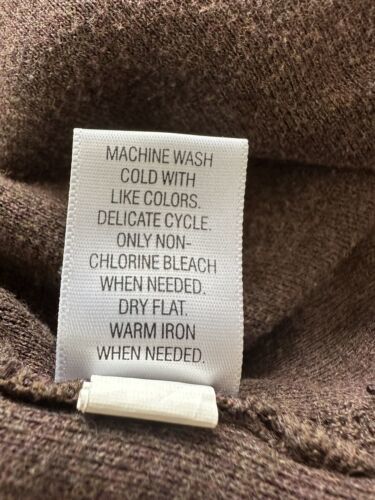 MACHINE WASH
COLD WITH
LIKE COLORS.
DELICATE CYCLE.
ONLY NON-
CHLORINE BLEACH
WHEN NEEDED.
DRY FLAT.
WARM IRON
WHEN NEEDED.